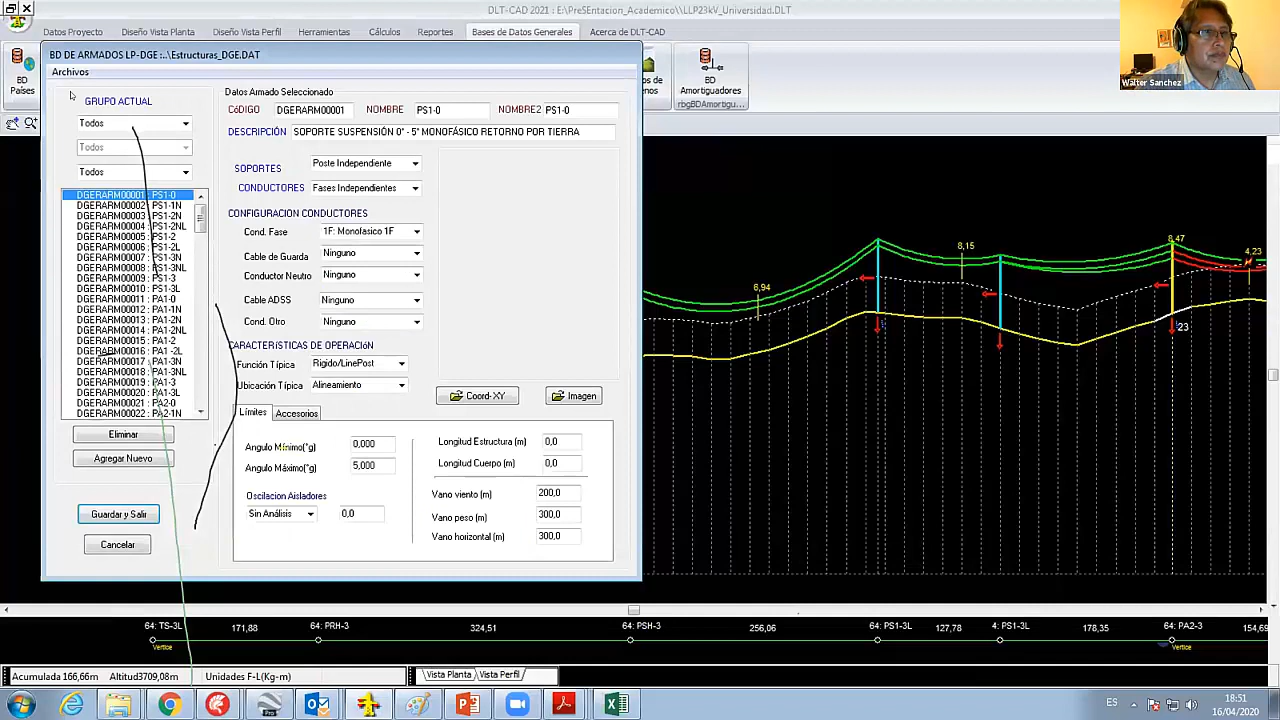 DLT-CAD 2021 : E:\PreSEntacion_Academico\\LLP23kV_Universidad.DLT
Datos Proyecto
Diseño Vista Planta
Diseño Vista Perfil
Herramientas
Cálculos
Reportes
Bases de Datos Generales
Acerca de DLT-CAD
BD
Países
BD
Amortiguadores
rbgBDAmortigu...
Walter Sanchez
BD DE ARMADOS LP-DGE :..\Estructuras_DGE.DAT
Archivos
GRUPO ACTUAL
Todos
Todos
Todos
DGERARM00001 : PS1-0
DGERARM00002 : PS1-1N
DGERARM00003 : PS1-2N
DGERARM00004 : PS1-2NL
DGERARM00005 : PS1-2
DGERARM00006 : PS1-2L
DGERARM00007 : PS1-3N
DGERARM00008 : PS1-3NL
DGERARM00009 : PS1-3
DGERARM00010 : PS1-3L
DGERARM00011 : PA1-0
DGERARM00012 : PA1-1N
DGERARM00013 : PA1-2N
DGERARM00014 : PA1-2NL
DGERARM00015 : PA1-2
DGERARM00016 : PA1 -2L
DGERARM00017 : PA1-3N
DGERARM00018 : PA1-3NL
DGERARM00019 : PA1-3
DGERARM00020 : PA1-3L
DGERARM00021 : PA2-0
DGERARM00022 : PA2-1N
Eliminar
Agregar Nuevo
Guardar y Salir
Cancelar
Datos Armado Seleccionado
CóDIGO DGERARM00001 NOMBRE PS1-0 NOMBRE2 PS1-0
DESCRIPCIÓN SOPORTE SUSPENSIÓN 0° - 5° MONOFÁSICO RETORNO POR TIERRA
SOPORTES Poste Independiente
CONDUCTORES Fases Independientes
CONFIGURACION CONDUCTORES
Cond. Fase 1F: Monofasico 1F
Cable de Guarda Ninguno
Conductor Neutro Ninguno
Cable ADSS Ninguno
Cond. Otro Ninguno
CARACTERíSTICAS DE OPERACIóN
Función Típica Rigido/LinePost
Ubicación Típica Alineamiento
Coord- XY
Imagen
Límites
Accesorios
Angulo Mínimo(°g) 0,000
Angulo Máximo(°g) 5,000
Oscilacion Aisladores
Sin Análisis 0,0
Longitud Estructura (m) 0,0
Longitud Cuerpo (m) 0,0
Vano viento (m) 200,0
Vano peso (m) 300,0
Vano horizontal (m) 300,0
6,94
8,15
8,47
4,23
23
64: TS-3L 171,88 64: PRH-3 324,51 64: PSH-3 256,06 64: PS1-3L 127,78 4: PS1-3L 178,35 64: PA2-3 154,69
Vertice
Vertice
Acumulada 166,66m Altitud3709,08m Unidades F-L(Kg-m)
Vista Planta
Vista Perfil
ES
18:51
16/04/2020